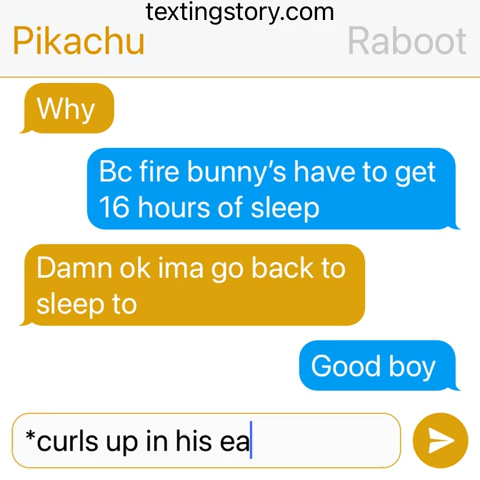 textingstory.com
Pikachu
Raboot
Why
Bc fire bunny’s have to get
16 hours of sleep
Damn ok ima go back to
sleep to
Good boy
*curls up in his ea